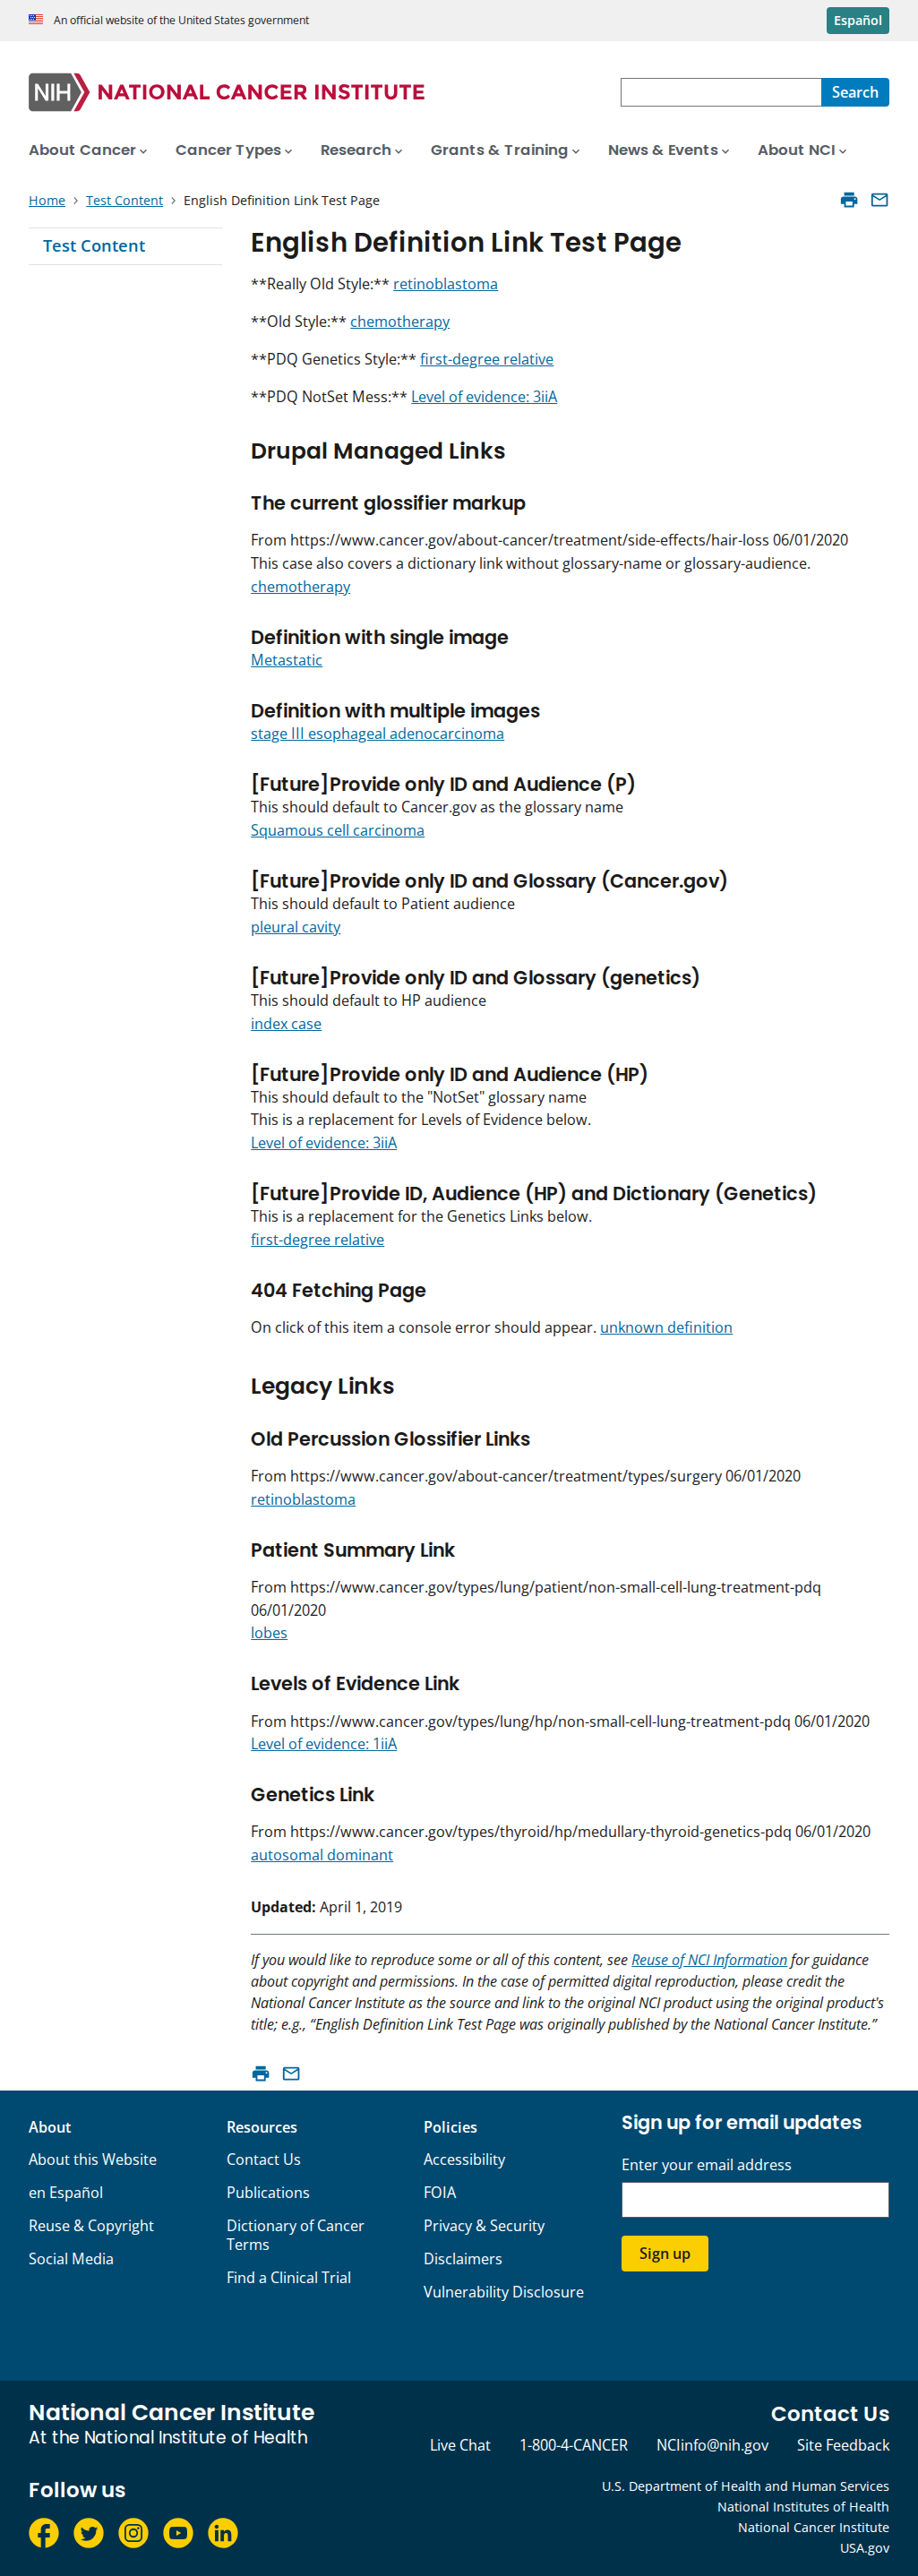 An official website of the United States government
Español
NIH NATIONAL CANCER INSTITUTE
Search
About Cancer
Cancer Types
Research
Grants & Training
News & Events
About NCI
Home > Test Content > English Definition Link Test Page
Test Content
English Definition Link Test Page
**Really Old Style:** retinoblastoma
**Old Style:** chemotherapy
**PDQ Genetics Style:** first-degree relative
**PDQ NotSet Mess:** Level of evidence: 3iiA
Drupal Managed Links
The current glossifier markup
From https://www.cancer.gov/about-cancer/treatment/side-effects/hair-loss 06/01/2020
This case also covers a dictionary link without glossary-name or glossary-audience.
chemotherapy
Definition with single image
Metastatic
Definition with multiple images
stage III esophageal adenocarcinoma
[Future]Provide only ID and Audience (P)
This should default to Cancer.gov as the glossary name
Squamous cell carcinoma
[Future]Provide only ID and Glossary (Cancer.gov)
This should default to Patient audience
pleural cavity
[Future]Provide only ID and Glossary (genetics)
This should default to HP audience
index case
[Future]Provide only ID and Audience (HP)
This should default to the "NotSet" glossary name
This is a replacement for Levels of Evidence below.
Level of evidence: 3iiA
[Future]Provide ID, Audience (HP) and Dictionary (Genetics)
This is a replacement for the Genetics Links below.
first-degree relative
404 Fetching Page
On click of this item a console error should appear. unknown definition
Legacy Links
Old Percussion Glossifier Links
From https://www.cancer.gov/about-cancer/treatment/types/surgery 06/01/2020
retinoblastoma
Patient Summary Link
From https://www.cancer.gov/types/lung/patient/non-small-cell-lung-treatment-pdq
06/01/2020
lobes
Levels of Evidence Link
From https://www.cancer.gov/types/lung/hp/non-small-cell-lung-treatment-pdq 06/01/2020
Level of evidence: 1iiA
Genetics Link
From https://www.cancer.gov/types/thyroid/hp/medullary-thyroid-genetics-pdq 06/01/2020
autosomal dominant
Updated: April 1, 2019
If you would like to reproduce some or all of this content, see Reuse of NCI Information for guidance
about copyright and permissions. In the case of permitted digital reproduction, please credit the
National Cancer Institute as the source and link to the original NCI product using the original product's
title; e.g., “English Definition Link Test Page was originally published by the National Cancer Institute.”
About
About this Website
en Español
Reuse & Copyright
Social Media
Resources
Contact Us
Publications
Dictionary of Cancer
Terms
Find a Clinical Trial
Policies
Accessibility
FOIA
Privacy & Security
Disclaimers
Vulnerability Disclosure
Sign up for email updates
Enter your email address
Sign up
National Cancer Institute
At the National Institute of Health
Contact Us
Live Chat
1-800-4-CANCER
NCIinfo@nih.gov
Site Feedback
Follow us
U.S. Department of Health and Human Services
National Institutes of Health
National Cancer Institute
USA.gov